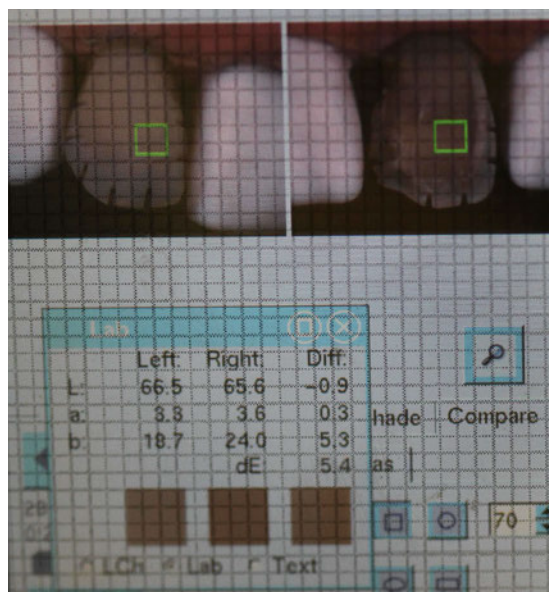 Lab
Left: Right: Diff:
L: 66.5 65.6 -0.9
a: 3.3 3.6 0.3
b: 18.7 24.0 5.3
dE: 5.4
hade Compare
as
70
LCh Lab Text